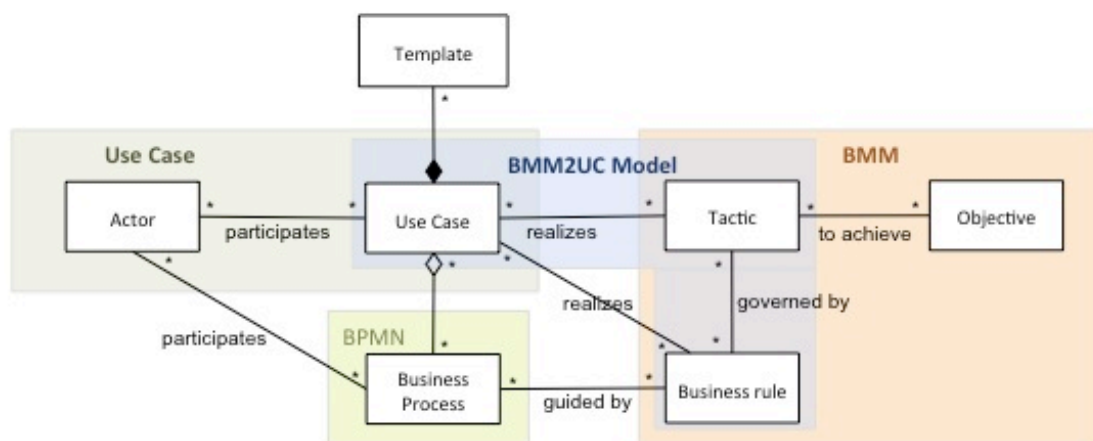 Template
*
Use Case
BMM2UC Model
BMM
Actor
*
*
participates
Use Case
*
*
realizes
Tactic
*
*
to achieve
Objective
*
*
*
*
realizes
governed by
participates
BPMN
*
*
*
*
Business
Process
*
*
guided by
Business rule